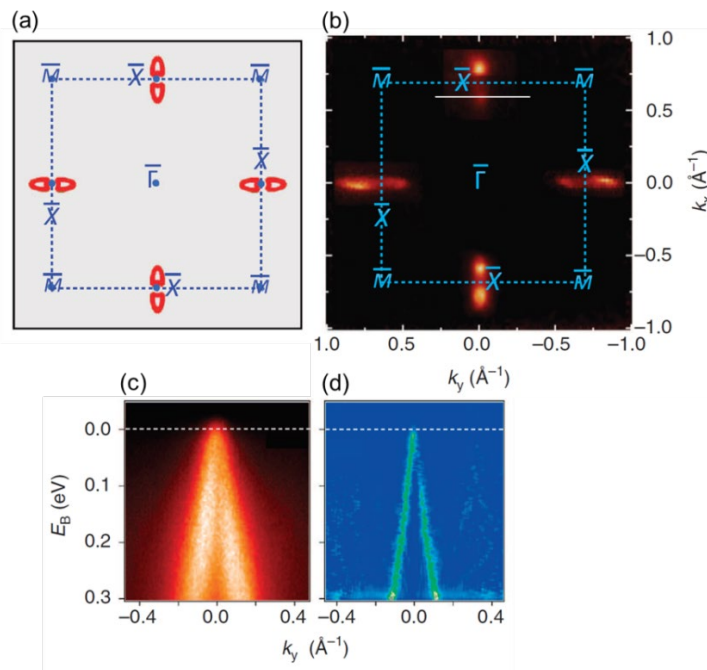 (a)
M̅ X̅ M̅
Γ̅ X̅
X̅
M̅ X̅ M̅
(b)
X̅
M̅ M̅
Γ̅ X̅
X̅
M̅ X̅ M̅
1.0
0.5
0.0
−0.5
−1.0
kx (Å−1)
1.0 0.5 0.0 −0.5 −1.0
ky (Å−1)
(c)
0.0
0.1
0.2
0.3
EB (eV)
−0.4 0.0 0.4
ky (Å−1)
(d)
−0.4 0.0 0.4
ky (Å−1)